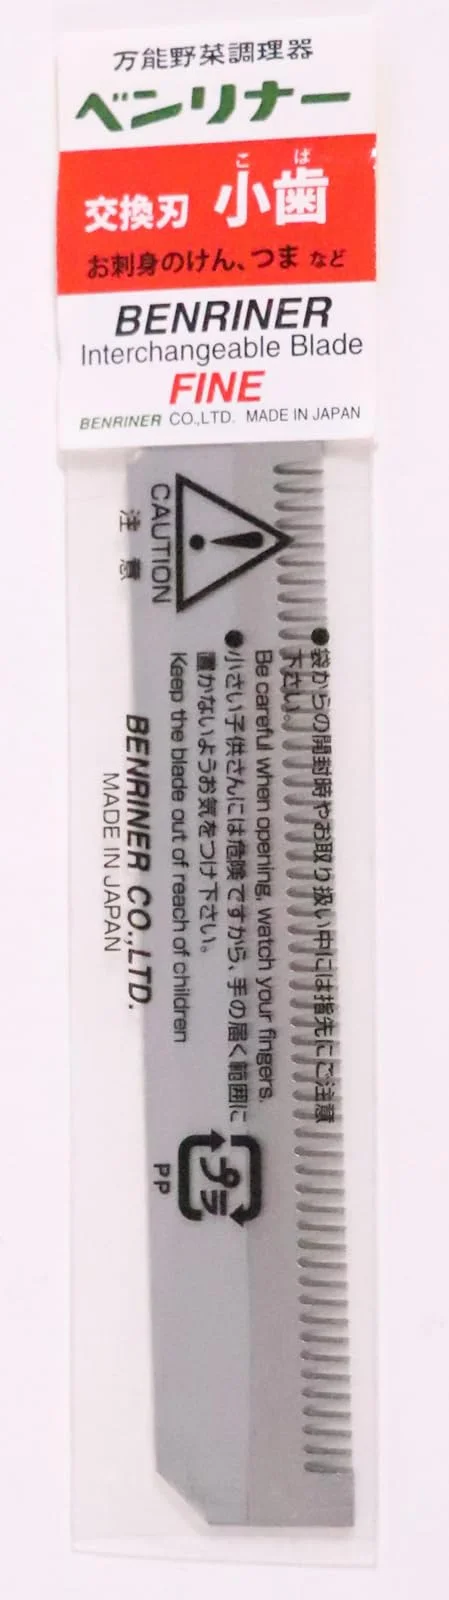 万能野菜調理器
ベンリナー
こ ば
交換刃 小歯
お刺身のけん、つま など
BENRINER
Interchangeable Blade
FINE
BENRINER CO.,LTD. MADE IN JAPAN
CAUTION
注意
●袋からの開封時やお取り扱い中には指先にご注意
下さい。
Be careful when opening, watch your fingers.
●小さい子供さんには危険ですから、手の届く範囲に
置かないようお気をつけ下さい。
Keep the blade out of reach of children
BENRINER CO.,LTD.
MADE IN JAPAN
プラ
PP